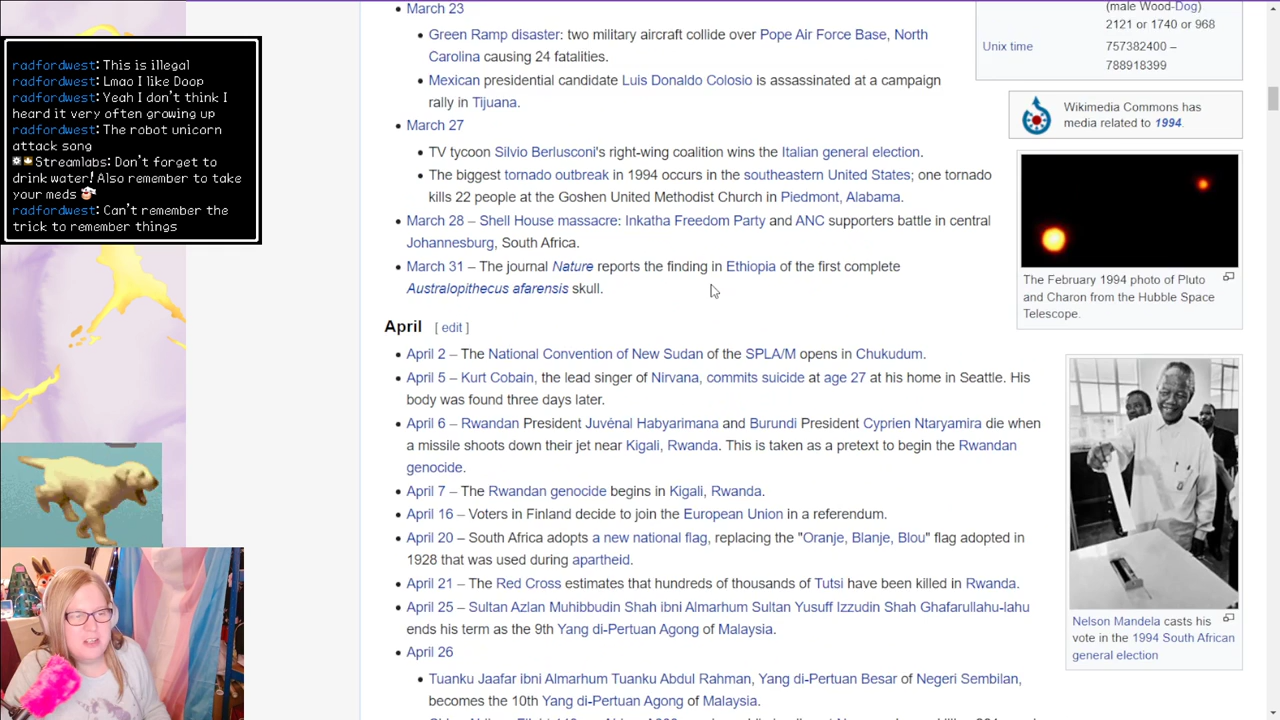 radfordwest: This is illegal
radfordwest: Lmao I like Doop
radfordwest: Yeah I don't think I
heard it very often growing up
radfordwest: The robot unicorn
attack song
Streamlabs: Don't forget to
drink water! Also remember to take
your meds
radfordwest: Can't remember the
trick to remember things
• March 23
• Green Ramp disaster: two military aircraft collide over Pope Air Force Base, North
Carolina causing 24 fatalities.
• Mexican presidential candidate Luis Donaldo Colosio is assassinated at a campaign
rally in Tijuana.
• March 27
• TV tycoon Silvio Berlusconi's right-wing coalition wins the Italian general election.
• The biggest tornado outbreak in 1994 occurs in the southeastern United States; one tornado
kills 22 people at the Goshen United Methodist Church in Piedmont, Alabama.
• March 28 – Shell House massacre: Inkatha Freedom Party and ANC supporters battle in central
Johannesburg, South Africa.
• March 31 – The journal Nature reports the finding in Ethiopia of the first complete
Australopithecus afarensis skull.
April [ edit ]
• April 2 – The National Convention of New Sudan of the SPLA/M opens in Chukudum.
• April 5 – Kurt Cobain, the lead singer of Nirvana, commits suicide at age 27 at his home in Seattle. His
body was found three days later.
• April 6 – Rwandan President Juvénal Habyarimana and Burundi President Cyprien Ntaryamira die when
a missile shoots down their jet near Kigali, Rwanda. This is taken as a pretext to begin the Rwandan
genocide.
• April 7 – The Rwandan genocide begins in Kigali, Rwanda.
• April 16 – Voters in Finland decide to join the European Union in a referendum.
• April 20 – South Africa adopts a new national flag, replacing the "Oranje, Blanje, Blou" flag adopted in
1928 that was used during apartheid.
• April 21 – The Red Cross estimates that hundreds of thousands of Tutsi have been killed in Rwanda.
• April 25 – Sultan Azlan Muhibbudin Shah ibni Almarhum Sultan Yusuff Izzudin Shah Ghafarullahu-lahu
ends his term as the 9th Yang di-Pertuan Agong of Malaysia.
• April 26
• Tuanku Jaafar ibni Almarhum Tuanku Abdul Rahman, Yang di-Pertuan Besar of Negeri Sembilan,
becomes the 10th Yang di-Pertuan Agong of Malaysia.
(male Wood-Dog)
2121 or 1740 or 968
Unix time 757382400 –
788918399
Wikimedia Commons has
media related to 1994.
The February 1994 photo of Pluto
and Charon from the Hubble Space
Telescope.
Nelson Mandela casts his
vote in the 1994 South African
general election